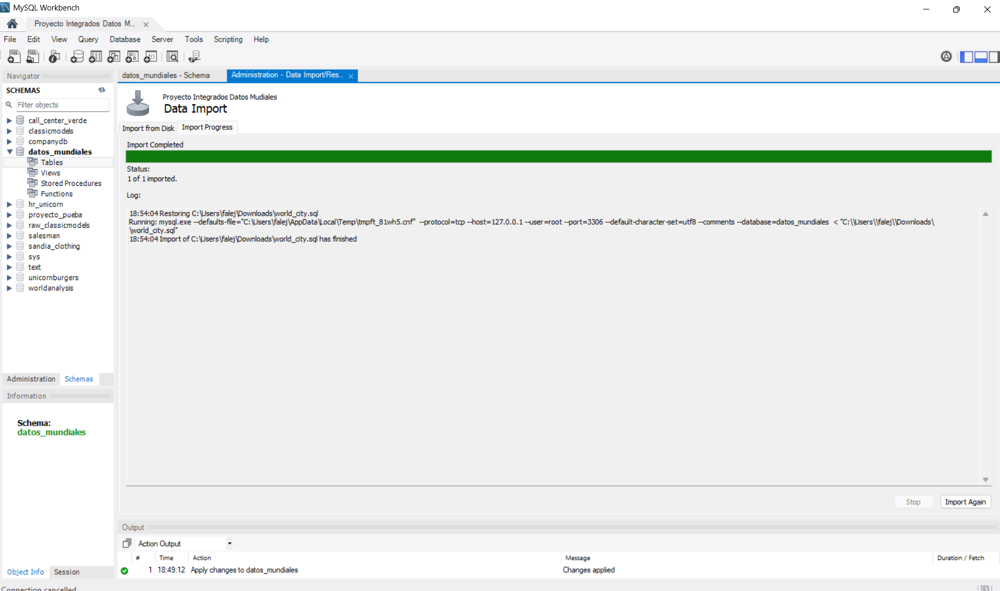 MySQL Workbench
Proyecto Integrados Datos M...
File Edit View Query Database Server Tools Scripting Help
Navigator
SCHEMAS
Filter objects
call_center_verde
classicmodels
companydb
datos_mundiales
Tables
Views
Stored Procedures
Functions
hr_unicorn
proyecto_pueba
raw_classicmodels
salesman
sandia_clothing
sys
text
unicornburgers
worldanalysis
Administration Schemas
Information
Schema:
datos_mundiales
Object Info Session
datos_mundiales - Schema
Administration - Data Import/Res...
Proyecto Integrados Datos Mudiales
Data Import
Import from Disk Import Progress
Import Completed
Status:
1 of 1 imported.
Log:
18:54:04 Restoring C:\Users\falej\Downloads\world_city.sql
Running: mysql.exe --defaults-file="C:\Users\falej\AppData\Local\Temp\tmpft_81wh5.cnf" --protocol=tcp --host=127.0.0.1 --user=root --port=3306 --default-character-set=utf8 --comments --database=datos_mundiales < "C:\\Users\\falej\\Downloads\
\world_city.sql"
18:54:04 Import of C:\Users\falej\Downloads\world_city.sql has finished
Stop Import Again
Output
Action Output
# Time Action Message Duration / Fetch
1 18:49:12 Apply changes to datos_mundiales Changes applied
Connection cancelled